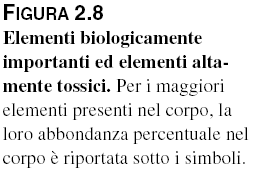 FIGURA 2.8
Elementi biologicamente
importanti ed elementi alta-
mente tossici. Per i maggiori
elementi presenti nel corpo, la
loro abbondanza percentuale nel
corpo è riportata sotto i simboli.